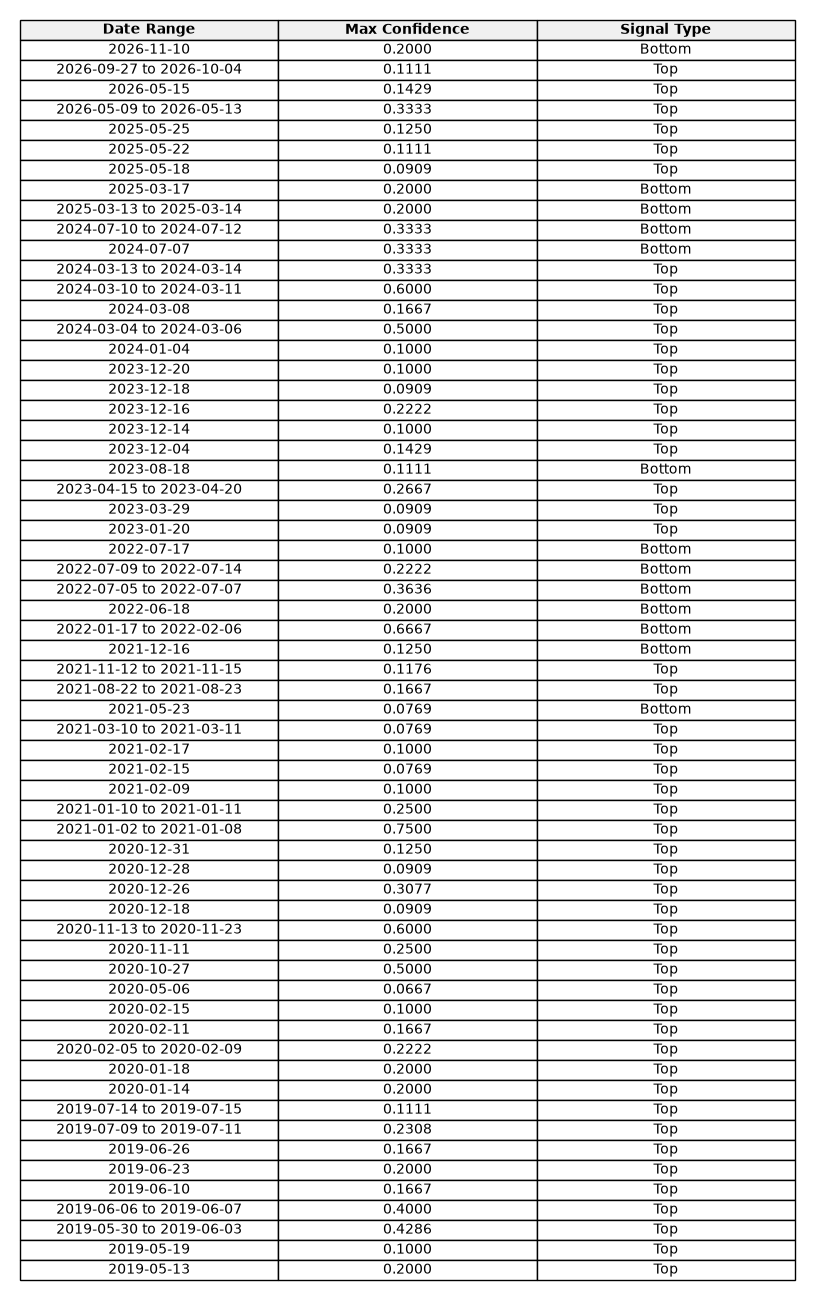 Date Range Max Confidence Signal Type
2026-11-10 0.2000 Bottom
2026-09-27 to 2026-10-04 0.1111 Top
2026-05-15 0.1429 Top
2026-05-09 to 2026-05-13 0.3333 Top
2025-05-25 0.1250 Top
2025-05-22 0.1111 Top
2025-05-18 0.0909 Top
2025-03-17 0.2000 Bottom
2025-03-13 to 2025-03-14 0.2000 Bottom
2024-07-10 to 2024-07-12 0.3333 Bottom
2024-07-07 0.3333 Bottom
2024-03-13 to 2024-03-14 0.3333 Top
2024-03-10 to 2024-03-11 0.6000 Top
2024-03-08 0.1667 Top
2024-03-04 to 2024-03-06 0.5000 Top
2024-01-04 0.1000 Top
2023-12-20 0.1000 Top
2023-12-18 0.0909 Top
2023-12-16 0.2222 Top
2023-12-14 0.1000 Top
2023-12-04 0.1429 Top
2023-08-18 0.1111 Bottom
2023-04-15 to 2023-04-20 0.2667 Top
2023-03-29 0.0909 Top
2023-01-20 0.0909 Top
2022-07-17 0.1000 Bottom
2022-07-09 to 2022-07-14 0.2222 Bottom
2022-07-05 to 2022-07-07 0.3636 Bottom
2022-06-18 0.2000 Bottom
2022-01-17 to 2022-02-06 0.6667 Bottom
2021-12-16 0.1250 Bottom
2021-11-12 to 2021-11-15 0.1176 Top
2021-08-22 to 2021-08-23 0.1667 Top
2021-05-23 0.0769 Bottom
2021-03-10 to 2021-03-11 0.0769 Top
2021-02-17 0.1000 Top
2021-02-15 0.0769 Top
2021-02-09 0.1000 Top
2021-01-10 to 2021-01-11 0.2500 Top
2021-01-02 to 2021-01-08 0.7500 Top
2020-12-31 0.1250 Top
2020-12-28 0.0909 Top
2020-12-26 0.3077 Top
2020-12-18 0.0909 Top
2020-11-13 to 2020-11-23 0.6000 Top
2020-11-11 0.2500 Top
2020-10-27 0.5000 Top
2020-05-06 0.0667 Top
2020-02-15 0.1000 Top
2020-02-11 0.1667 Top
2020-02-05 to 2020-02-09 0.2222 Top
2020-01-18 0.2000 Top
2020-01-14 0.2000 Top
2019-07-14 to 2019-07-15 0.1111 Top
2019-07-09 to 2019-07-11 0.2308 Top
2019-06-26 0.1667 Top
2019-06-23 0.2000 Top
2019-06-10 0.1667 Top
2019-06-06 to 2019-06-07 0.4000 Top
2019-05-30 to 2019-06-03 0.4286 Top
2019-05-19 0.1000 Top
2019-05-13 0.2000 Top